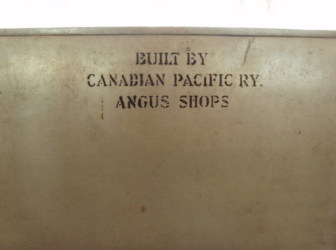 BUILT BY
CANADIAN PACIFIC RY.
ANGUS SHOPS